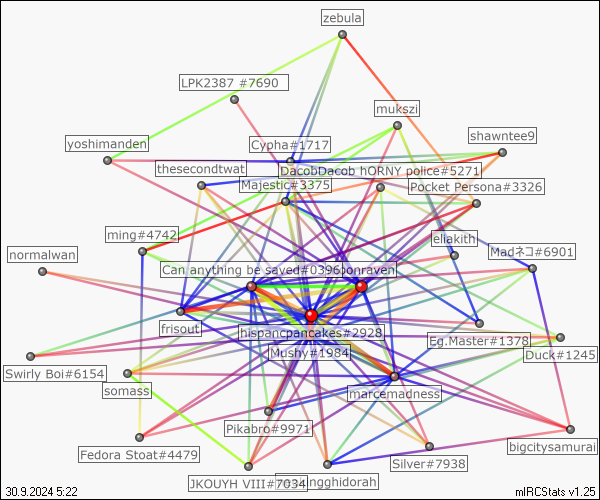 zebula
LPK2387 #7690
mukszi
shawntee9
yoshimanden
Cypha#1717
thesecondtwat
DacobDacob hORNY police#5271
Majestic#3375
Pocket Persona#3326
ming#4742
eliakith
Madネコ#6901
normalwan
Can anything be saved#0396
oonraven
frisout
hispancpancakes#2928
Eg.Master#1378
Mushy#1984
Duck#1245
Swirly Boi#6154
somass
marcemadness
Pikabro#9971
bigcitysamurai
Fedora Stoat#4479
Silver#7938
JKOUYH VIII#7034
ngghidorah
30.9.2024 5:22
mIRCStats v1.25